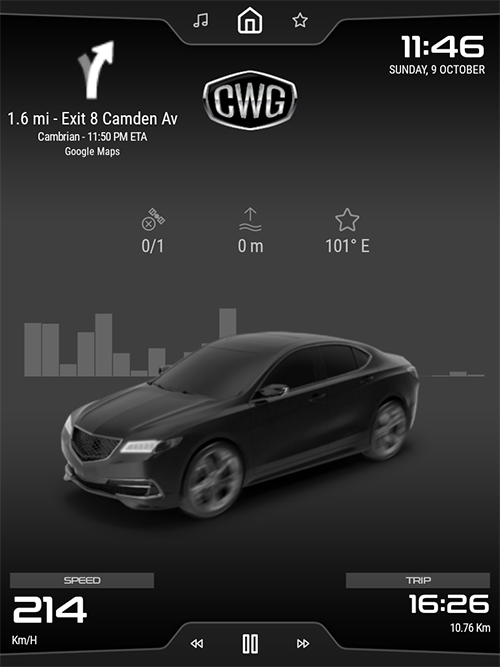 11:46
SUNDAY, 9 OCTOBER
1.6 mi - Exit 8 Camden Av
Cambrian - 11:50 PM ETA
Google Maps
CWG
0/1
0 m
101° E
SPEED
TRIP
214
16:26
Km/H
10.76 Km